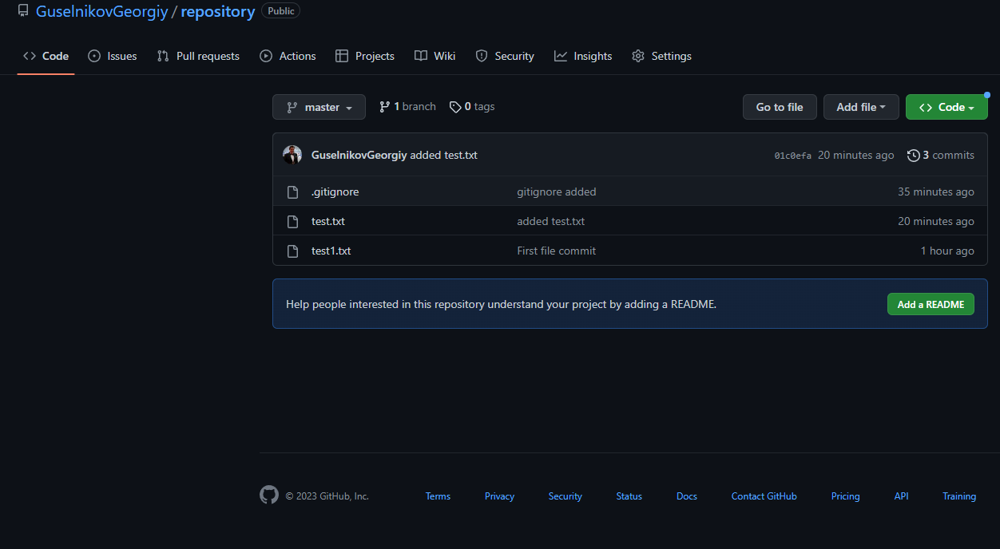 GuselnikovGeorgiy / repository Public
Code Issues Pull requests Actions Projects Wiki Security Insights Settings
master 1 branch 0 tags Go to file Add file Code
GuselnikovGeorgiy added test.txt 01c0efa 20 minutes ago 3 commits
.gitignore gitignore added 35 minutes ago
test.txt added test.txt 20 minutes ago
test1.txt First file commit 1 hour ago
Help people interested in this repository understand your project by adding a README. Add a README
© 2023 GitHub, Inc. Terms Privacy Security Status Docs Contact GitHub Pricing API Training